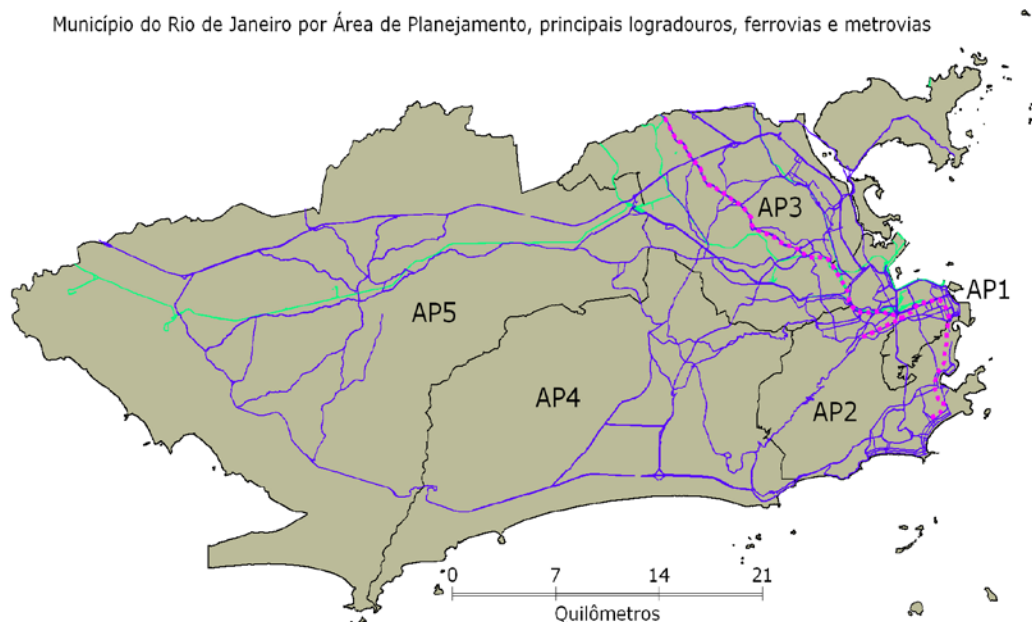 Município do Rio de Janeiro por Área de Planejamento, principais logradouros, ferrovias e metrovias
AP3
AP1
AP5
AP4
AP2
0 7 14 21
Quilômetros